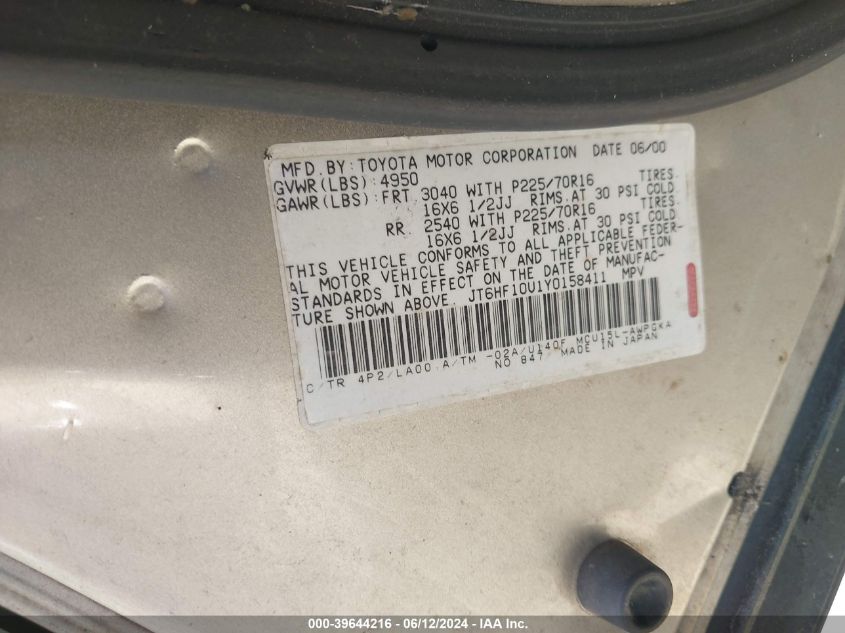 MFD.BY:TOYOTA MOTOR CORPORATION DATE 06/00
GVWR(LBS):4950
GAWR(LBS):FRT 3040 WITH P225/70R16 TIRES.
16X6 1/2JJ RIMS.AT 30 PSI COLD
RR 2540 WITH P225/70R16 TIRES.
16X6 1/2JJ RIMS.AT 30 PSI COLD
THIS VEHICLE CONFORMS TO ALL APPLICABLE FEDER-
AL MOTOR VEHICLE SAFETY AND THEFT PREVENTION
STANDARDS IN EFFECT ON THE DATE OF MANUFAC-
TURE SHOWN ABOVE. JT6HF10U1Y0158411 MPV
C/TR 4P2/LA00 A/TM -02A/U140F MCU15L-AWPGKA
NO 847 MADE IN JAPAN
000-39644216 - 06/12/2024 - IAA Inc.